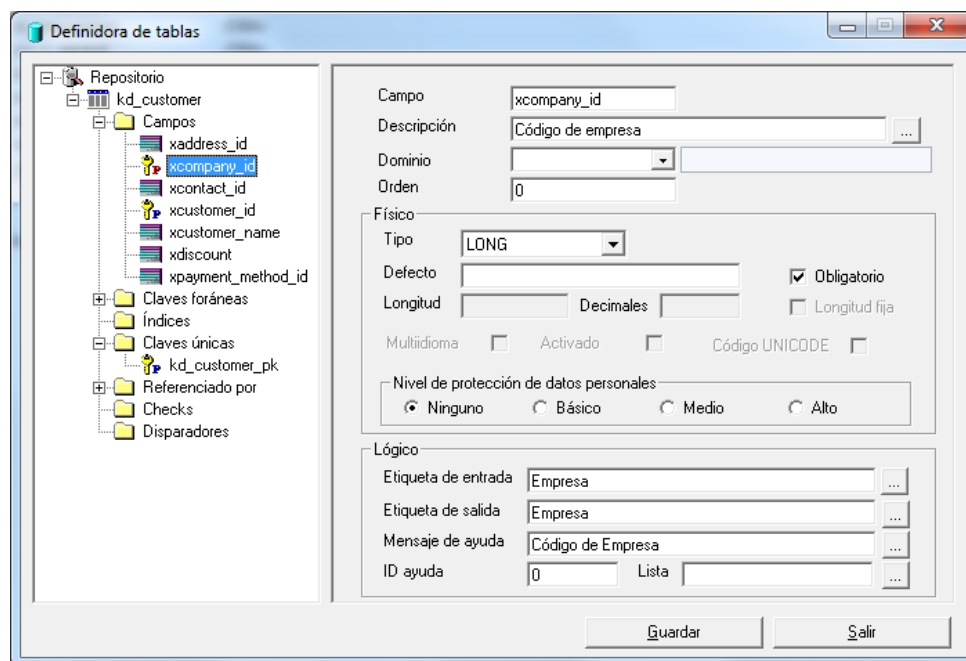 Definidora de tablas
Repositorio
kd_customer
Campos
xaddress_id
xcompany_id
xcontact_id
xcustomer_id
xcustomer_name
xdiscount
xpayment_method_id
Claves foráneas
Índices
Claves únicas
kd_customer_pk
Referenciado por
Checks
Disparadores
Campo xcompany_id
Descripción Código de empresa ...
Dominio
Orden 0
Físico
Tipo LONG
Defecto Obligatorio
Longitud Decimales Longitud fija
Multiidioma Activado Código UNICODE
Nivel de protección de datos personales
Ninguno Básico Medio Alto
Lógico
Etiqueta de entrada Empresa ...
Etiqueta de salida Empresa ...
Mensaje de ayuda Código de Empresa ...
ID ayuda 0 Lista ...
Guardar Salir